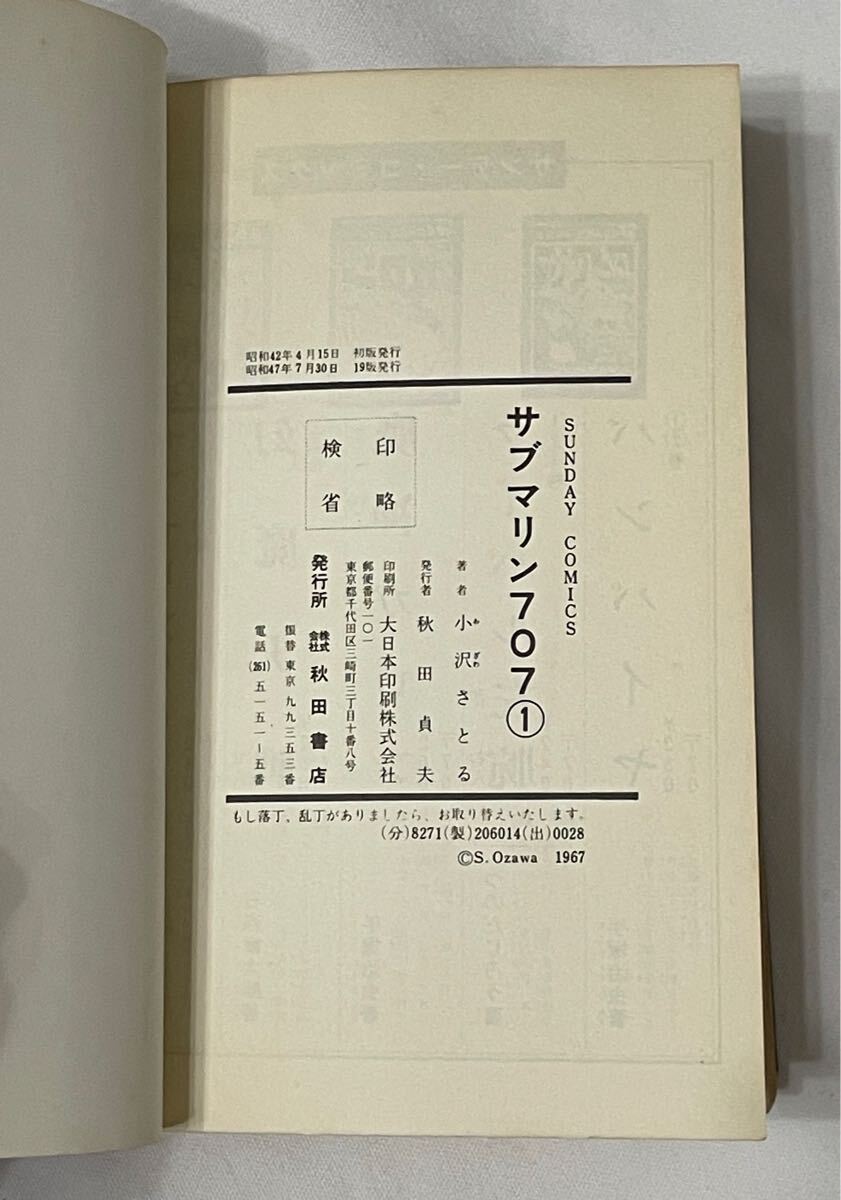 昭和42年4月15日 初版発行
昭和47年7月30日 19版発行
SUNDAY COMICS
サブマリン707①
著者 小沢さとる
お ざわ
発行者 秋田貞夫
印刷所 大日本印刷株式会社
郵便番号一〇一
東京都千代田区三崎町三丁目十番八号
発行所 株式会社 秋田書店
振替 東京 九九三五三番
電話 (261) 五一五一~五番
印略
検省
もし落丁、乱丁がありましたら、お取り替えいたします。
(分)8271(製)206014(出)0028
©S. Ozawa 1967